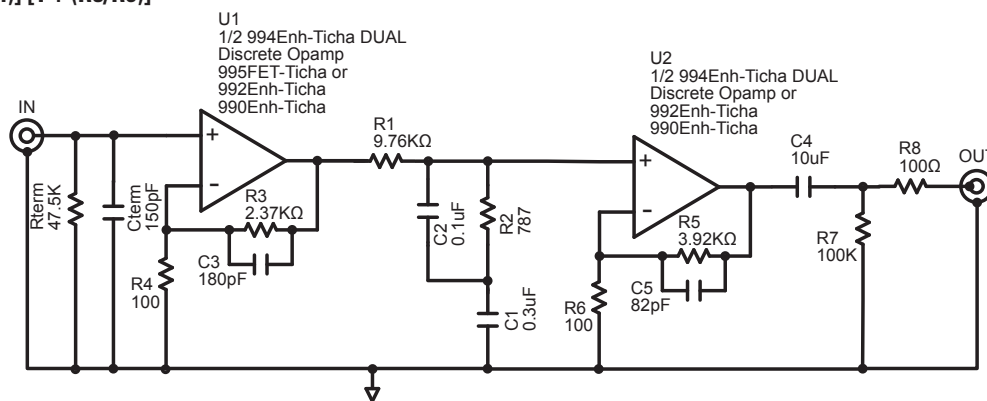 U1
1/2 994Enh-Ticha DUAL
Discrete Opamp
995FET-Ticha or
992Enh-Ticha
990Enh-Ticha
U2
1/2 994Enh-Ticha DUAL
Discrete Opamp or
992Enh-Ticha
990Enh-Ticha
IN
+
−
Rterm
47.5K
Cterm
150pF
R3
2.37KΩ
C3
180pF
R4
100
R1
9.76KΩ
C2
0.1uF
R2
787
C1
0.3uF
+
−
R5
3.92KΩ
C5
82pF
R6
100
C4
10uF
R8
100Ω
OUT
R7
100K